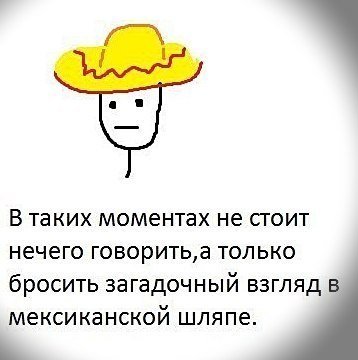 В таких моментах не стоит
нечего говорить,а только
бросить загадочный взгляд в
мексиканской шляпе.